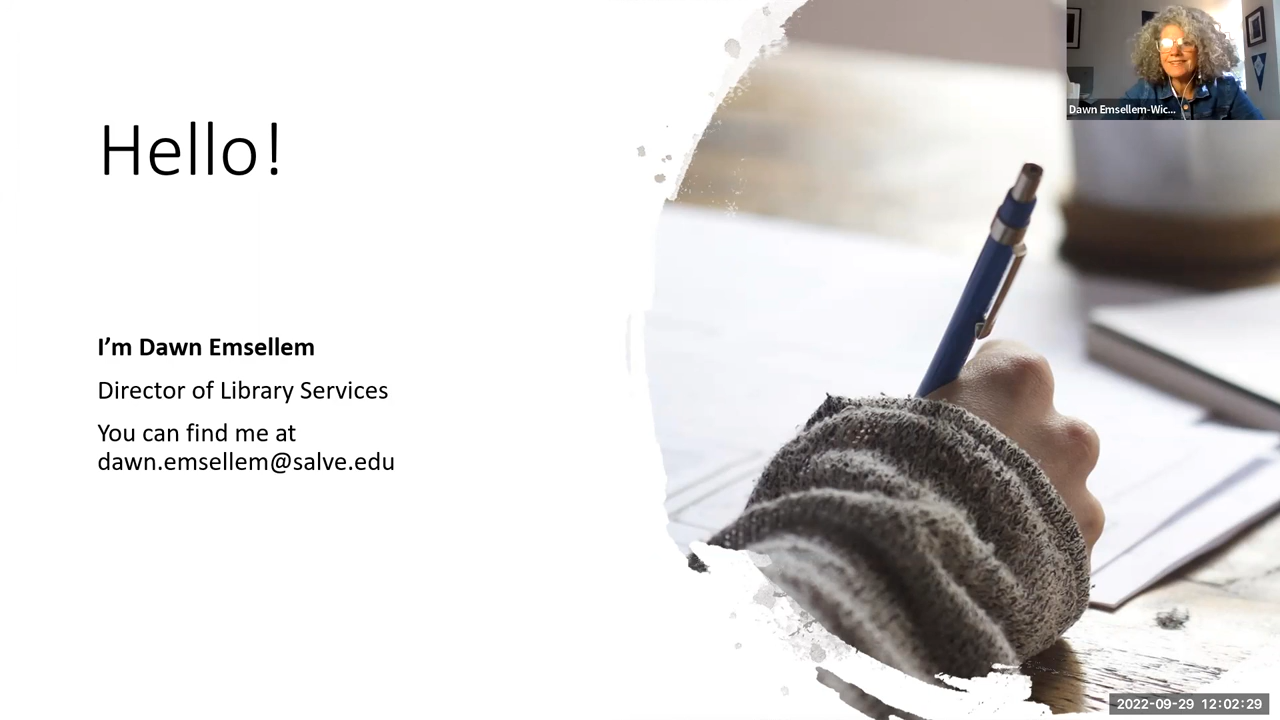 Hello!
I’m Dawn Emsellem
Director of Library Services
You can find me at
dawn.emsellem@salve.edu
Dawn Emsellem-Wic...
2022-09-29 12:02:29